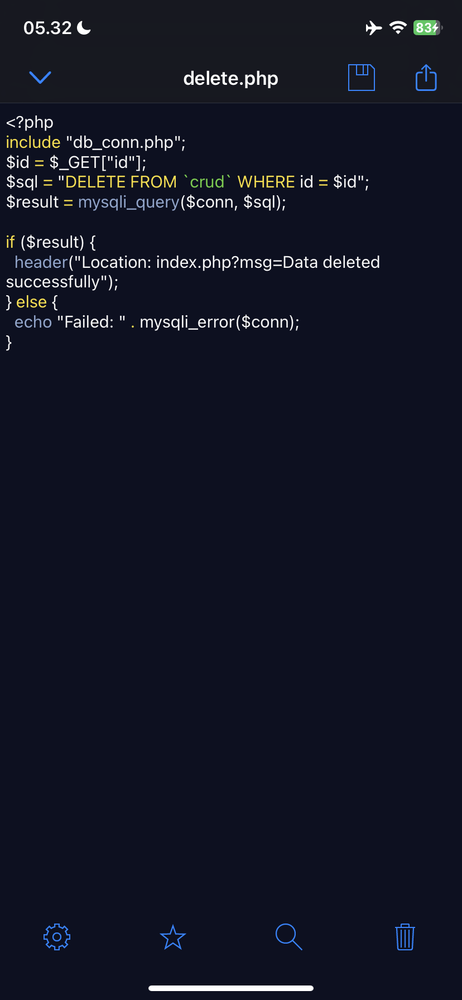 05.32
83
delete.php
<?php
include "db_conn.php";
$id = $_GET["id"];
$sql = "DELETE FROM `crud` WHERE id = $id";
$result = mysqli_query($conn, $sql);
if ($result) {
  header("Location: index.php?msg=Data deleted
successfully");
} else {
  echo "Failed: " . mysqli_error($conn);
}